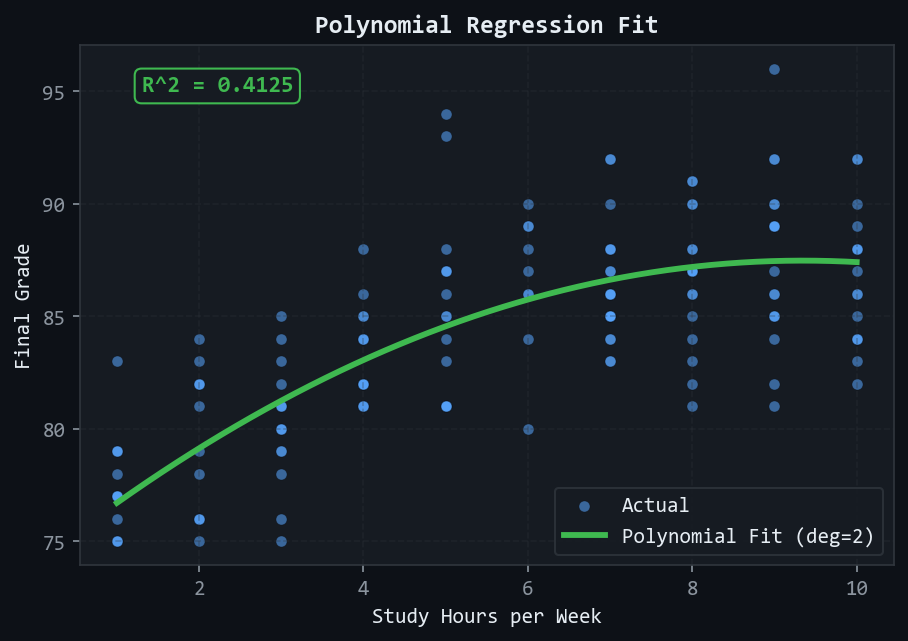 Polynomial Regression Fit
R^2 = 0.4125
95
90
85
80
75
Final Grade
Actual
Polynomial Fit (deg=2)
2 4 6 8 10
Study Hours per Week